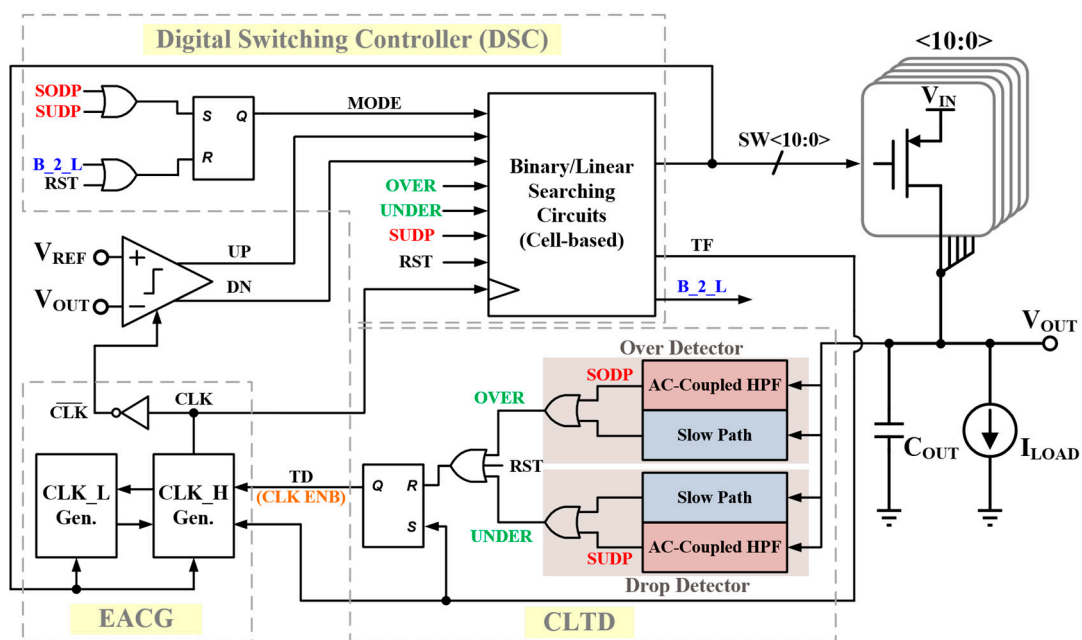 Digital Switching Controller (DSC)
<10:0>
SODP
SUDP
S
Q
R
MODE
B_2_L
RST
V_IN
SW<10:0>
OVER
UNDER
SUDP
RST
Binary/Linear
Searching
Circuits
(Cell-based)
V_REF
+
UP
V_OUT
−
DN
TF
B_2_L
V_OUT
Over Detector
SODP
AC-Coupled HPF
OVER
Slow Path
CLK
CLK
C_OUT
I_LOAD
RST
CLK_L
Gen.
CLK_H
Gen.
TD
(CLK ENB)
Q
R
S
Slow Path
UNDER
SUDP
AC-Coupled HPF
Drop Detector
EACG
CLTD